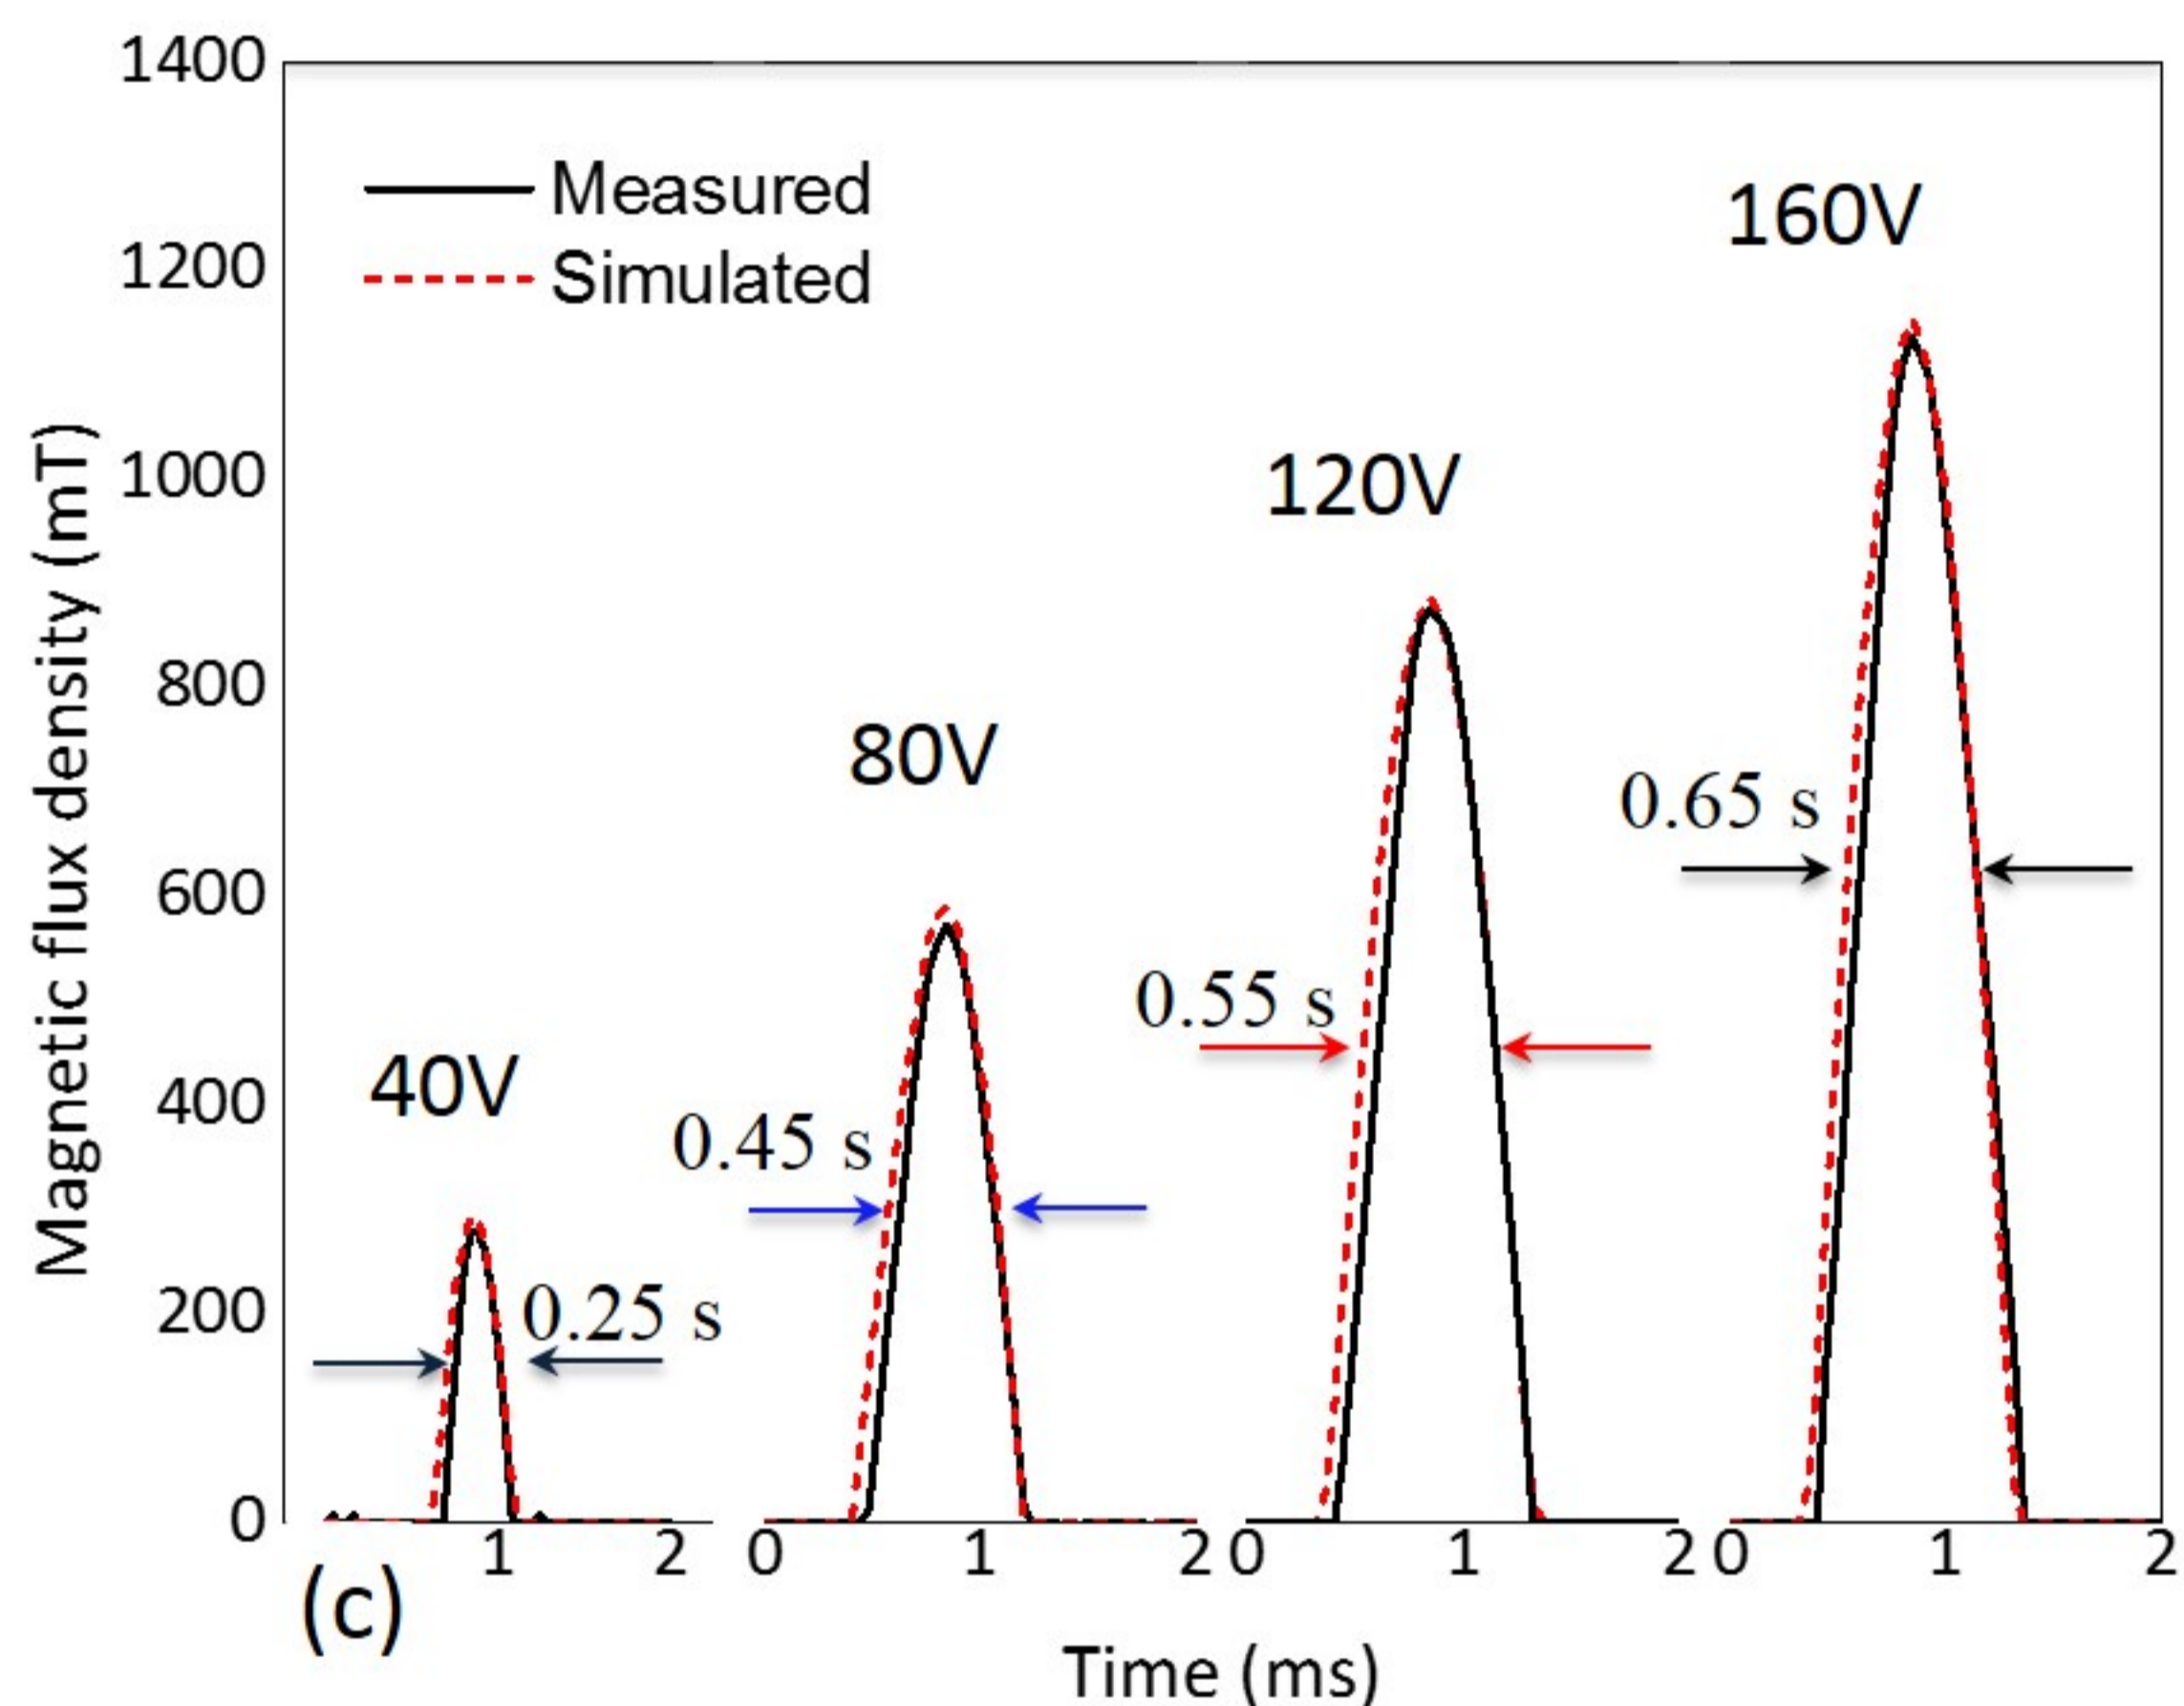 1400
Measured
Simulated
160V
1200
120V
1000
80V
800
0.65 s
600
0.55 s
40V
400
0.45 s
200
0.25 s
0
1 2 0 1 2 0 1 2 0 1 2
(c)
Time (ms)
Magnetic flux density (mT)